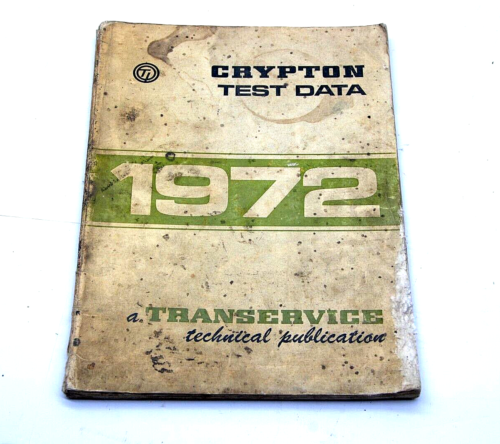 CRYPTON
TEST DATA
1972
a TRANSERVICE
technical publication